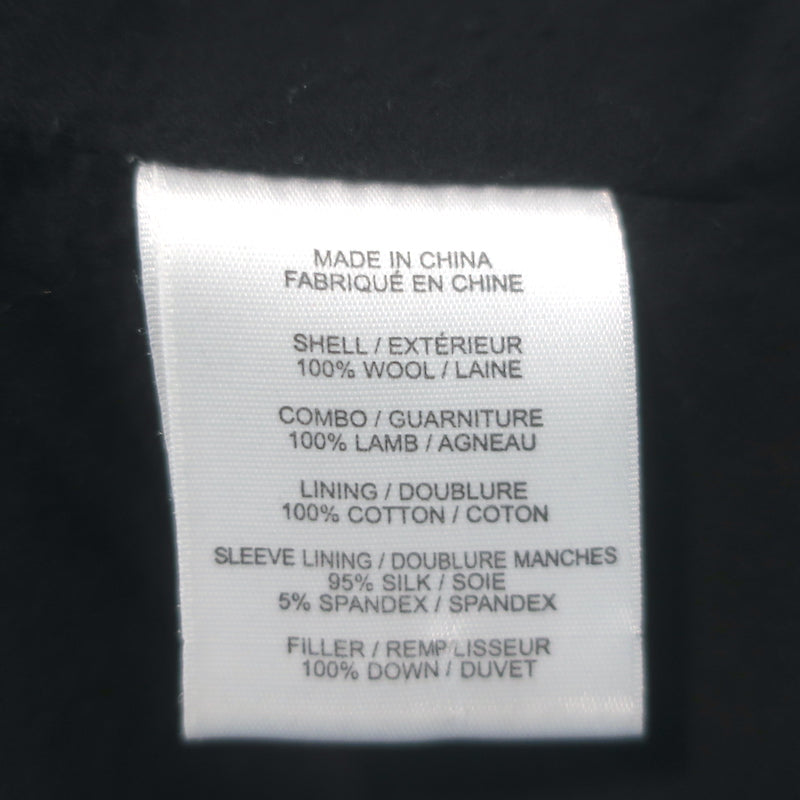 MADE IN CHINA
FABRIQUÉ EN CHINE
SHELL / EXTÉRIEUR
100% WOOL / LAINE
COMBO / GUARNITURE
100% LAMB / AGNEAU
LINING / DOUBLURE
100% COTTON / COTON
SLEEVE LINING / DOUBLURE MANCHES
95% SILK / SOIE
5% SPANDEX / SPANDEX
FILLER / REMPLISSEUR
100% DOWN / DUVET